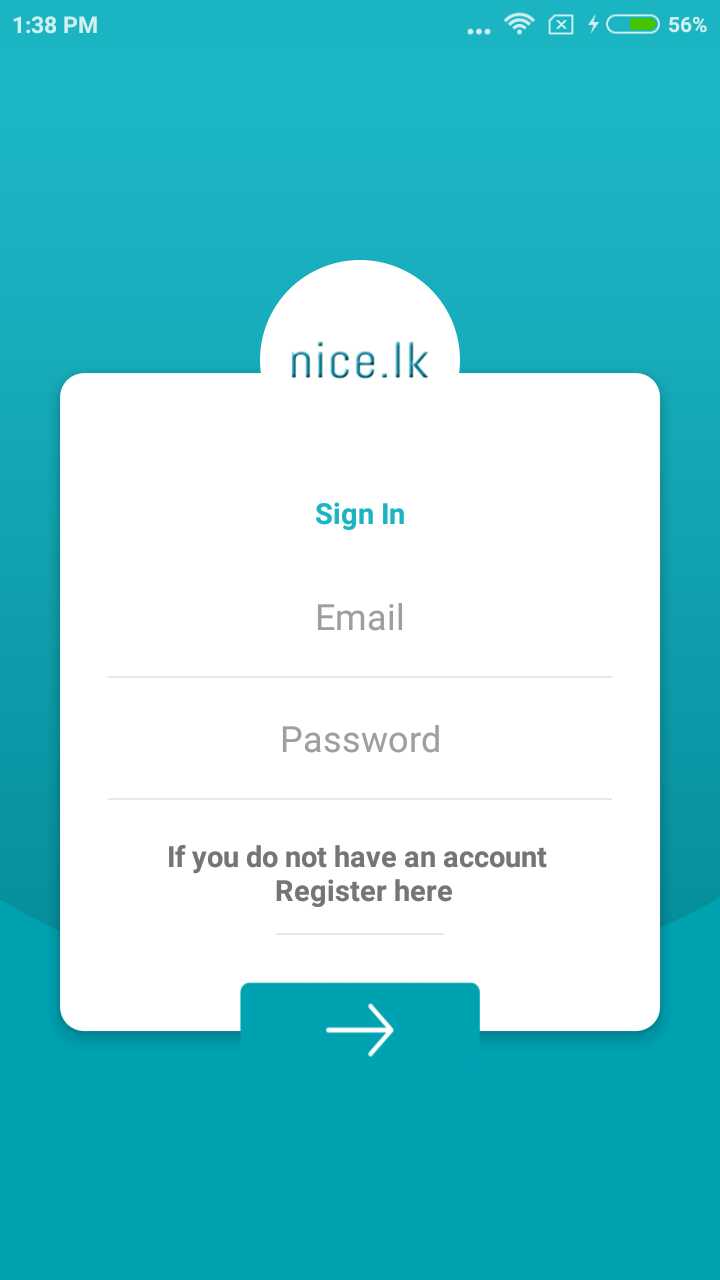 1:38 PM
56%
nice.lk
Sign In
Email
Password
If you do not have an account
Register here